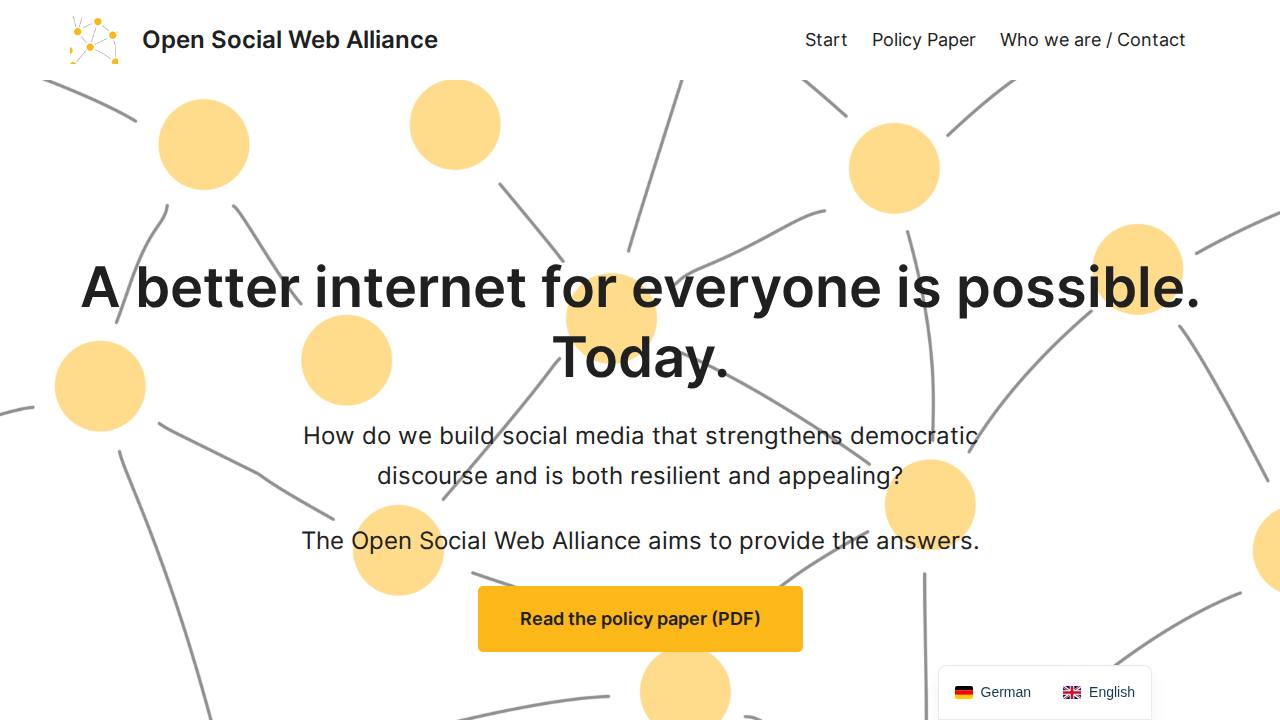 Open Social Web Alliance
Start
Policy Paper
Who we are / Contact
A better internet for everyone is possible.
Today.
How do we build social media that strengthens democratic
discourse and is both resilient and appealing?
The Open Social Web Alliance aims to provide the answers.
Read the policy paper (PDF)
German
English